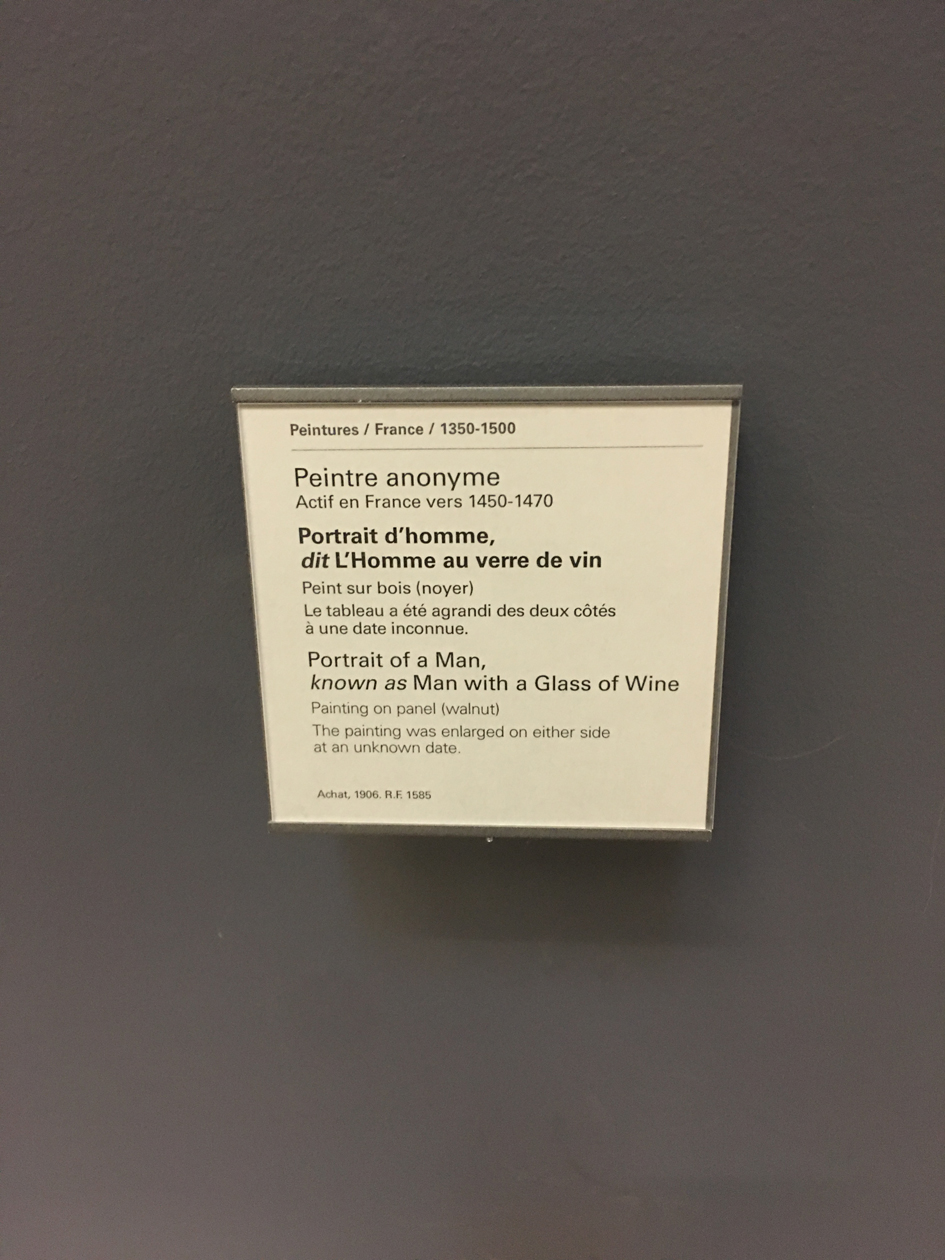 Peintures / France / 1350-1500
Peintre anonyme
Actif en France vers 1450-1470
Portrait d'homme,
dit L'Homme au verre de vin
Peint sur bois (noyer)
Le tableau a été agrandi des deux côtés
à une date inconnue.
Portrait of a Man,
known as Man with a Glass of Wine
Painting on panel (walnut)
The painting was enlarged on either side
at an unknown date.
Achat, 1906. R.F. 1585